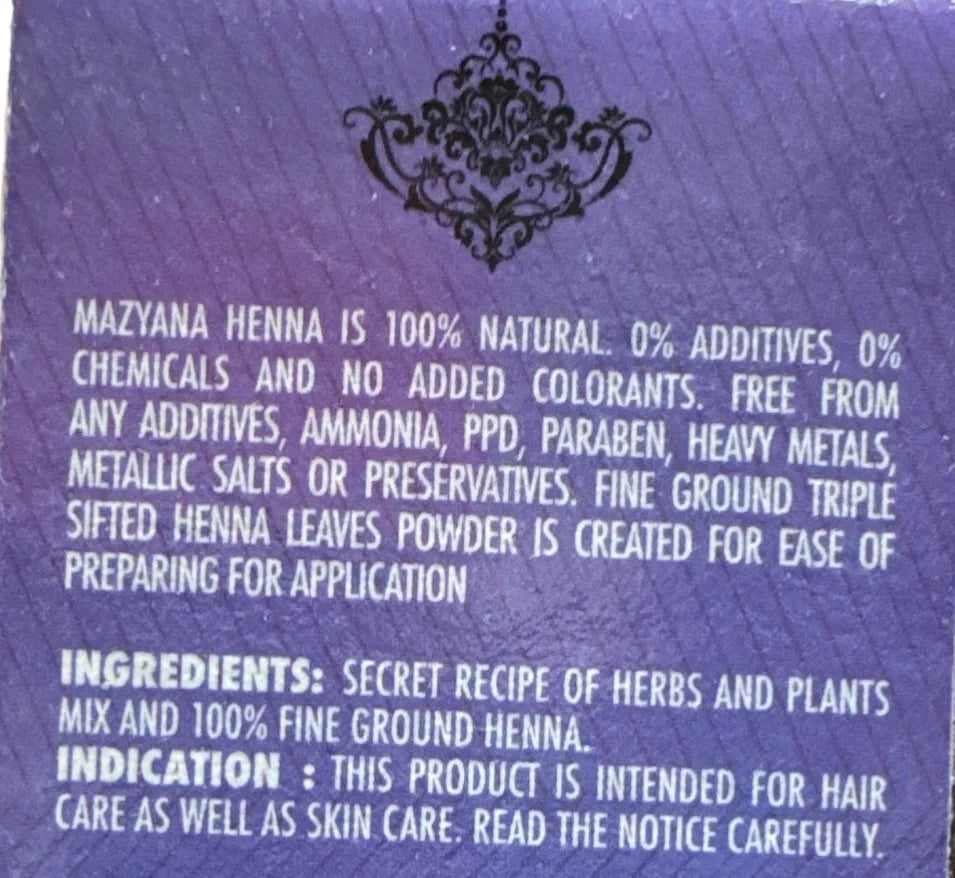 MAZYANA HENNA IS 100% NATURAL. 0% ADDITIVES, 0%
CHEMICALS AND NO ADDED COLORANTS. FREE FROM
ANY ADDITIVES, AMMONIA, PPD, PARABEN, HEAVY METALS,
METALLIC SALTS OR PRESERVATIVES. FINE GROUND TRIPLE
SIFTED HENNA LEAVES POWDER IS CREATED FOR EASE OF
PREPARING FOR APPLICATION
INGREDIENTS: SECRET RECIPE OF HERBS AND PLANTS
MIX AND 100% FINE GROUND HENNA.
INDICATION : THIS PRODUCT IS INTENDED FOR HAIR
CARE AS WELL AS SKIN CARE. READ THE NOTICE CAREFULLY.